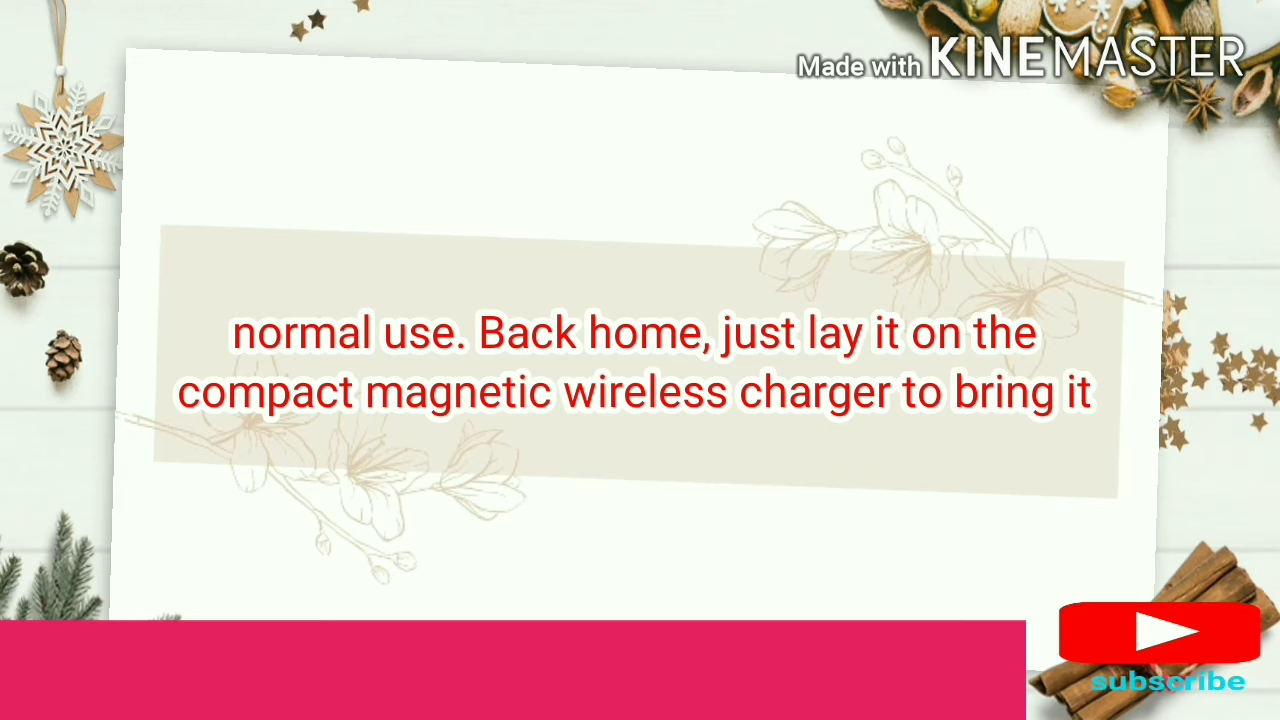 Made with KINEMASTER
normal use. Back home, just lay it on the
compact magnetic wireless charger to bring it
subscribe